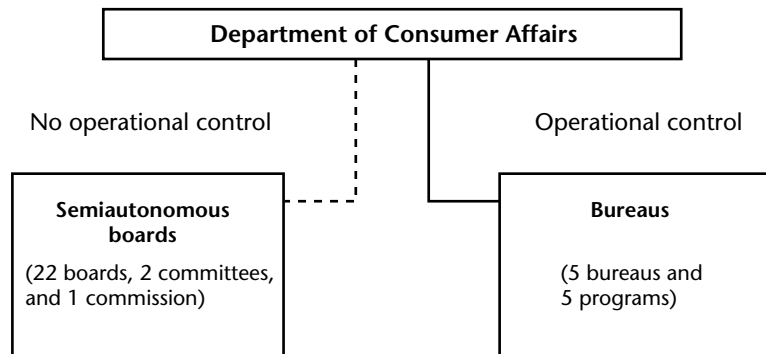 Department of Consumer Affairs
No operational control
Operational control
Semiautonomous
boards
(22 boards, 2 committees,
and 1 commission)
Bureaus
(5 bureaus and
5 programs)